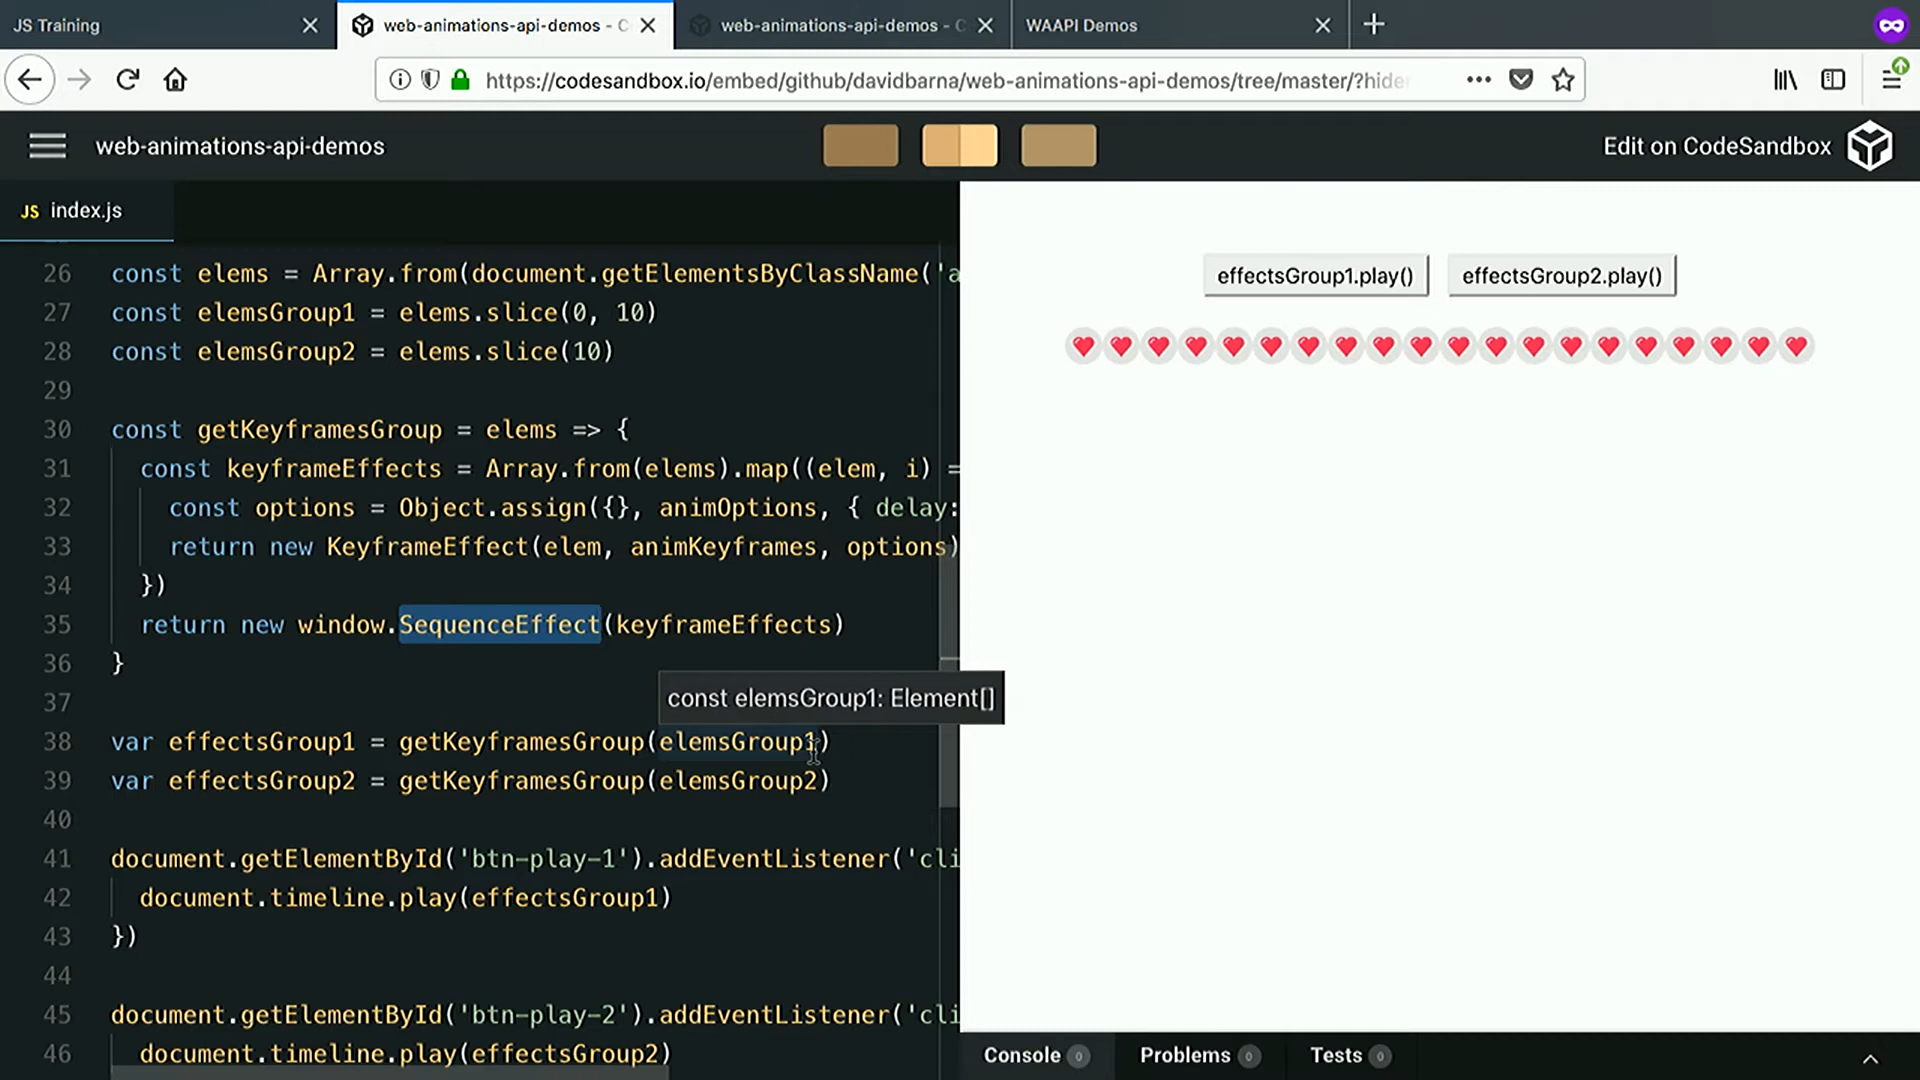 JS Training
web-animations-api-demos - C
web-animations-api-demos - C
WAAPI Demos
https://codesandbox.io/embed/github/davidbarna/web-animations-api-demos/tree/master/?hide
web-animations-api-demos
Edit on CodeSandbox
JS index.js
26 const elems = Array.from(document.getElementsByClassName('a
27 const elemsGroup1 = elems.slice(0, 10)
28 const elemsGroup2 = elems.slice(10)
29
30 const getKeyframesGroup = elems => {
31 const keyframeEffects = Array.from(elems).map((elem, i) =
32 const options = Object.assign({}, animOptions, { delay:
33 return new KeyframeEffect(elem, animKeyframes, options)
34 })
35 return new window.SequenceEffect(keyframeEffects)
36 }
37
const elemsGroup1: Element[]
38 var effectsGroup1 = getKeyframesGroup(elemsGroup1)
39 var effectsGroup2 = getKeyframesGroup(elemsGroup2)
40
41 document.getElementById('btn-play-1').addEventListener('cli
42 document.timeline.play(effectsGroup1)
43 })
44
45 document.getElementById('btn-play-2').addEventListener('cli
46 document.timeline.play(effectsGroup2)
effectsGroup1.play()
effectsGroup2.play()
Console 0
Problems 0
Tests 0